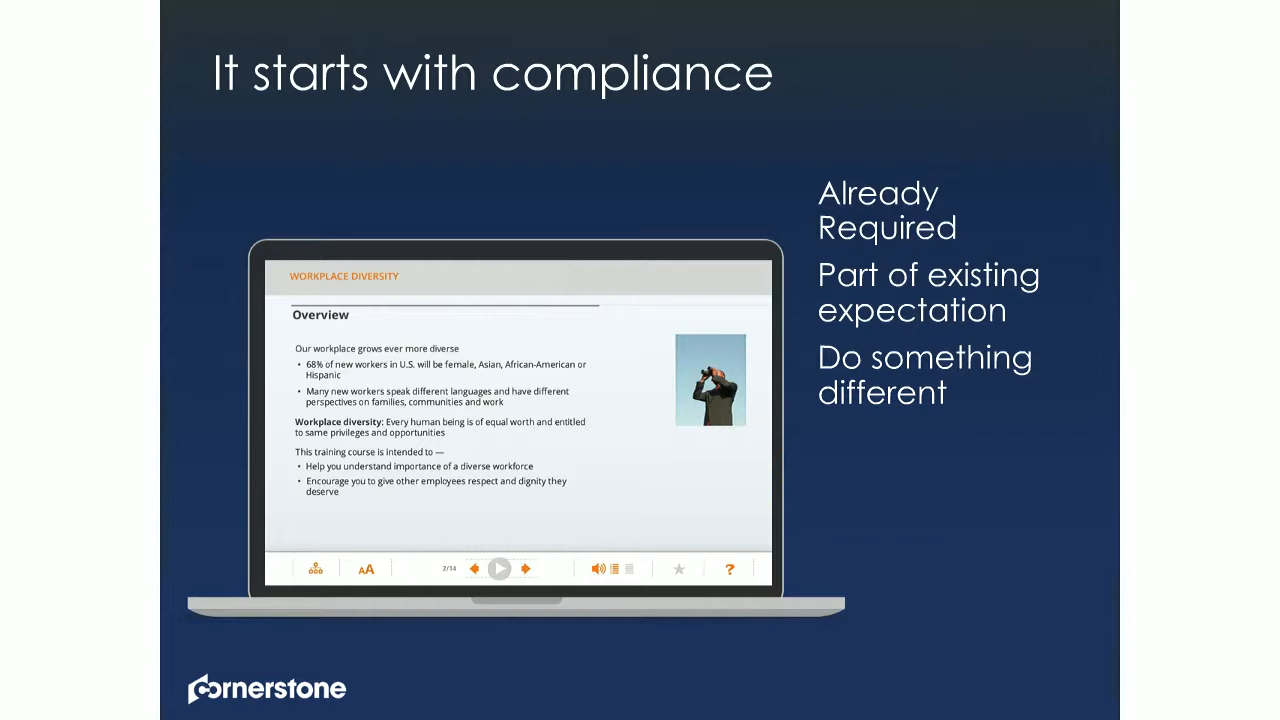 It starts with compliance
Already
Required
Part of existing
expectation
Do something
different
WORKPLACE DIVERSITY
Overview
Our workplace grows ever more diverse
• 68% of new workers in U.S. will be female, Asian, African-American or
Hispanic
• Many new workers speak different languages and have different
perspectives on families, communities and work
Workplace diversity: Every human being is of equal worth and entitled
to same privileges and opportunities
This training course is intended to —
• Help you understand importance of a diverse workforce
• Encourage you to give other employees respect and dignity they
deserve
AA
2/14
?
Cornerstone